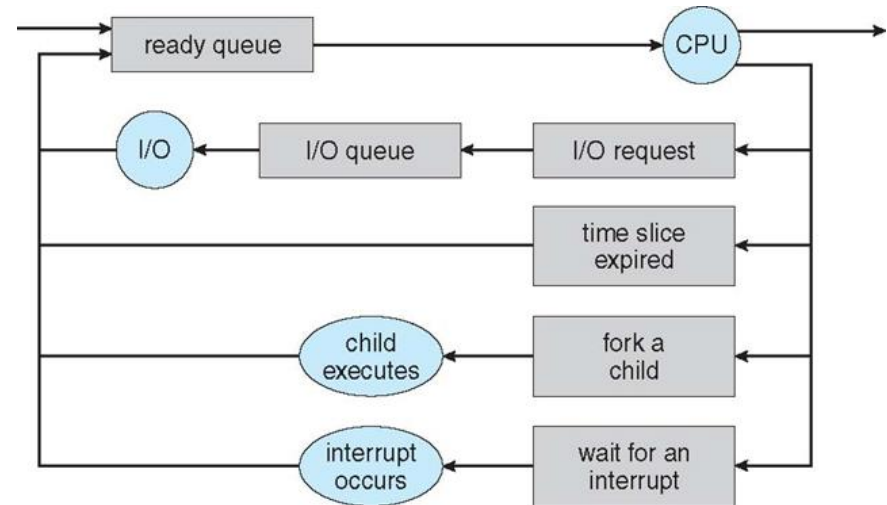 ready queue
CPU
I/O
I/O queue
I/O request
time slice
expired
child
executes
fork a
child
interrupt
occurs
wait for an
interrupt